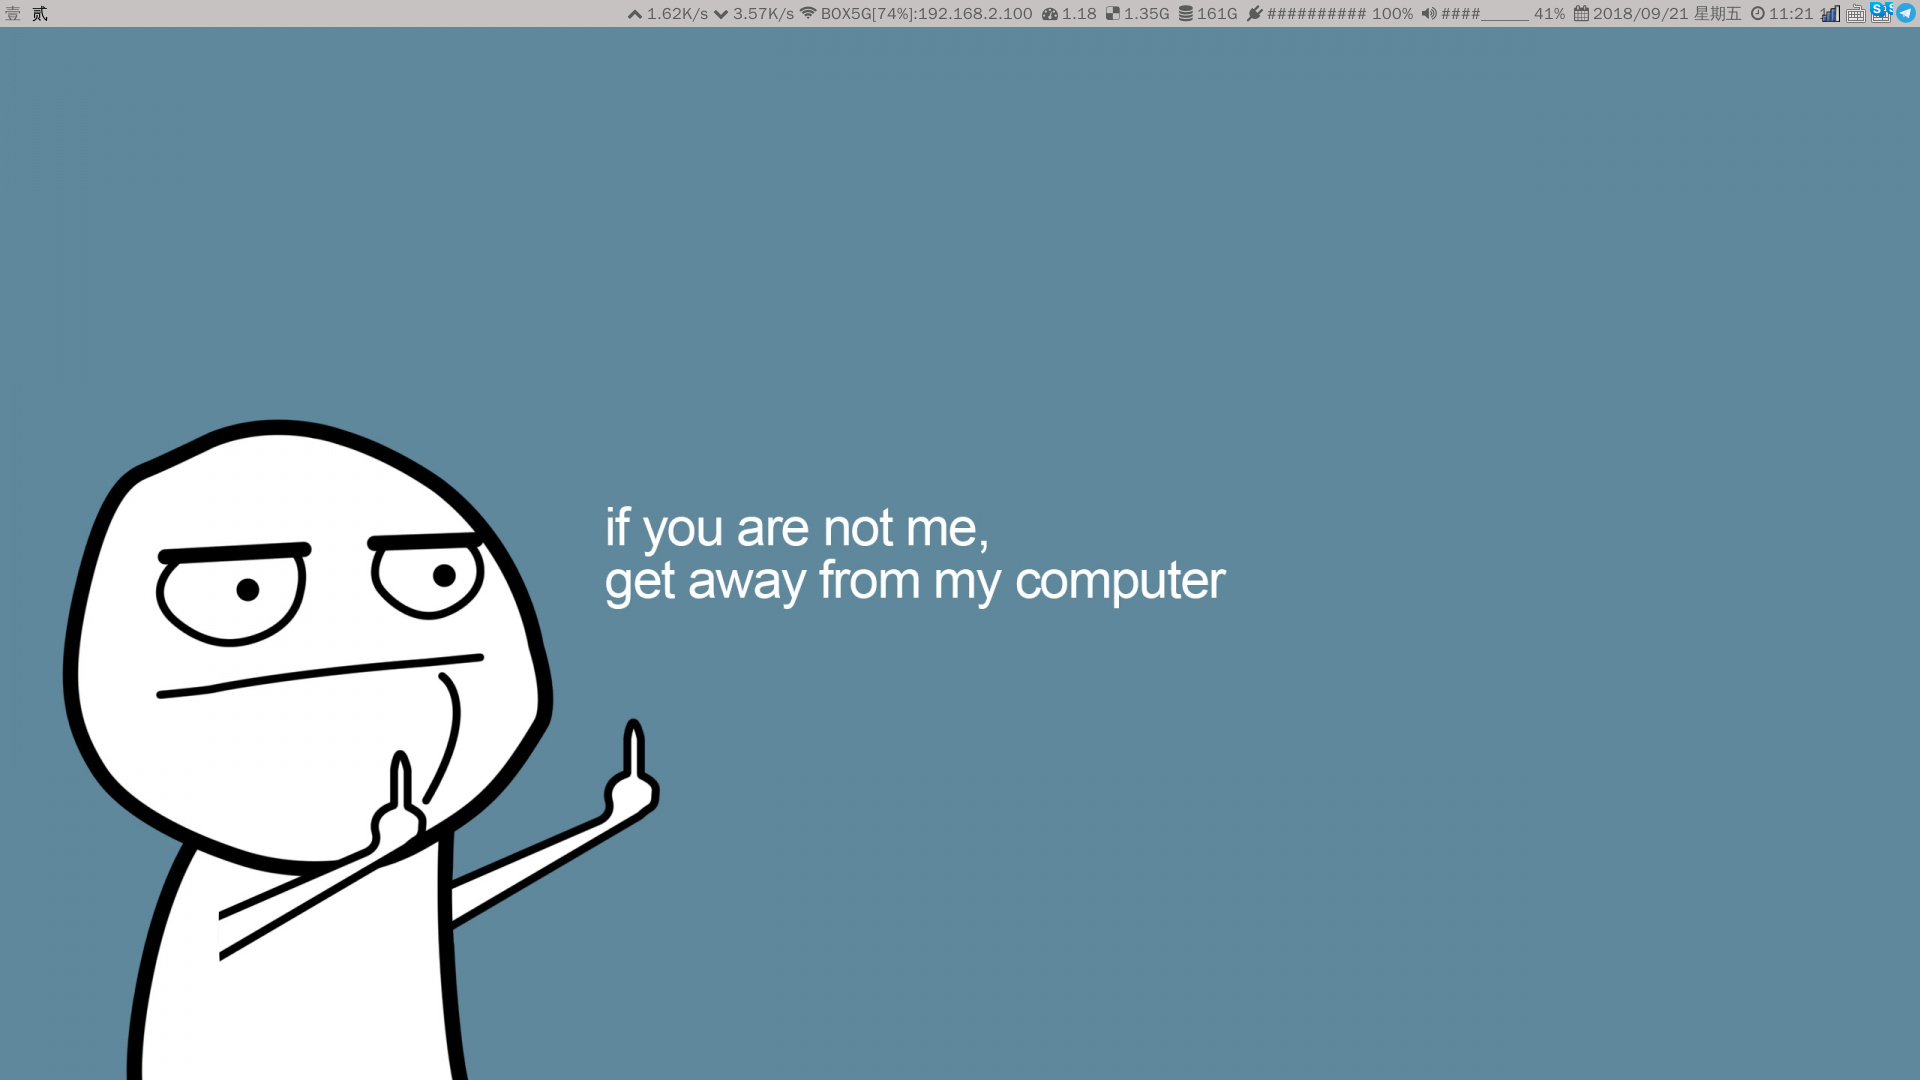 壹 贰 1.62K/s 3.57K/s BOX5G[74%]:192.168.2.100 1.18 1.35G 161G ########## 100% ####______ 41% 2018/09/21 星期五 11:21
if you are not me,
get away from my computer